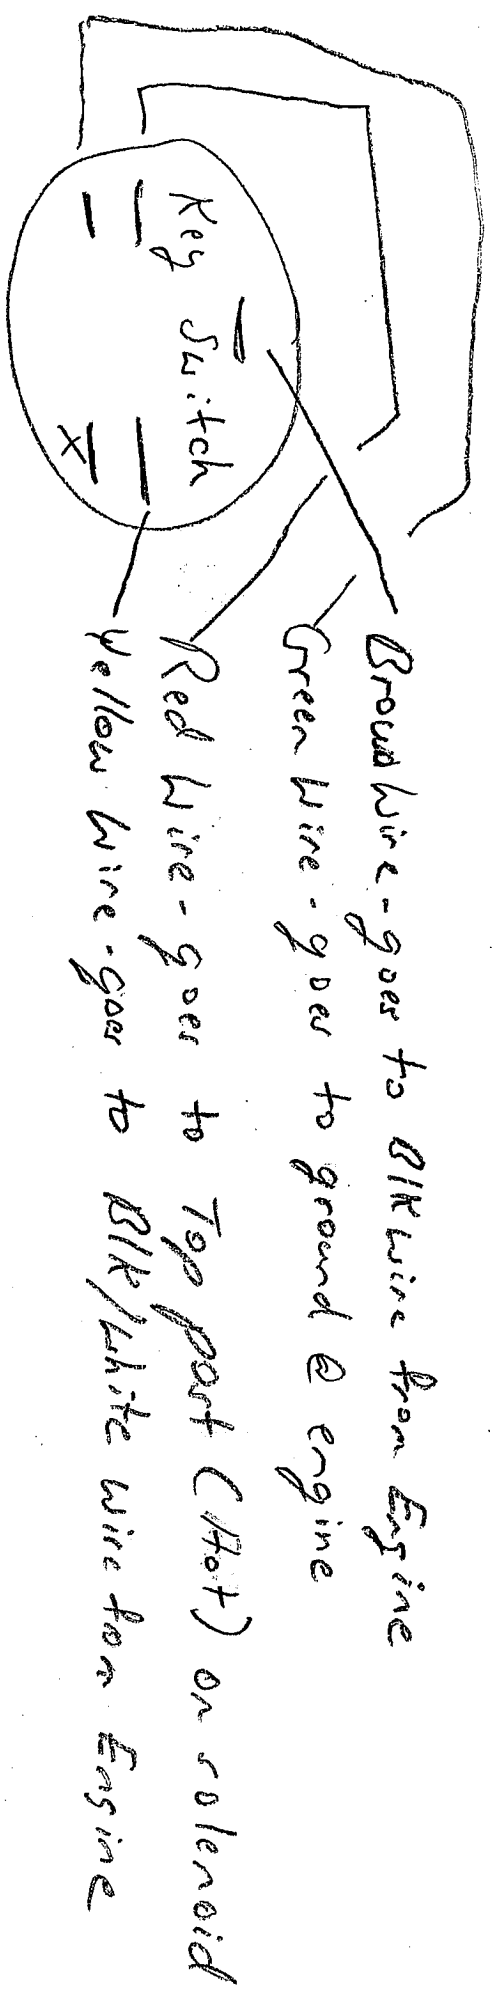 Key Switch
X
Brown Wire - goes to Blk wire from Engine
Green Wire - goes to ground @ engine
Red Wire - goes to Top post (Hot) on solenoid
Yellow Wire - goes to Blk/White wire from Engine